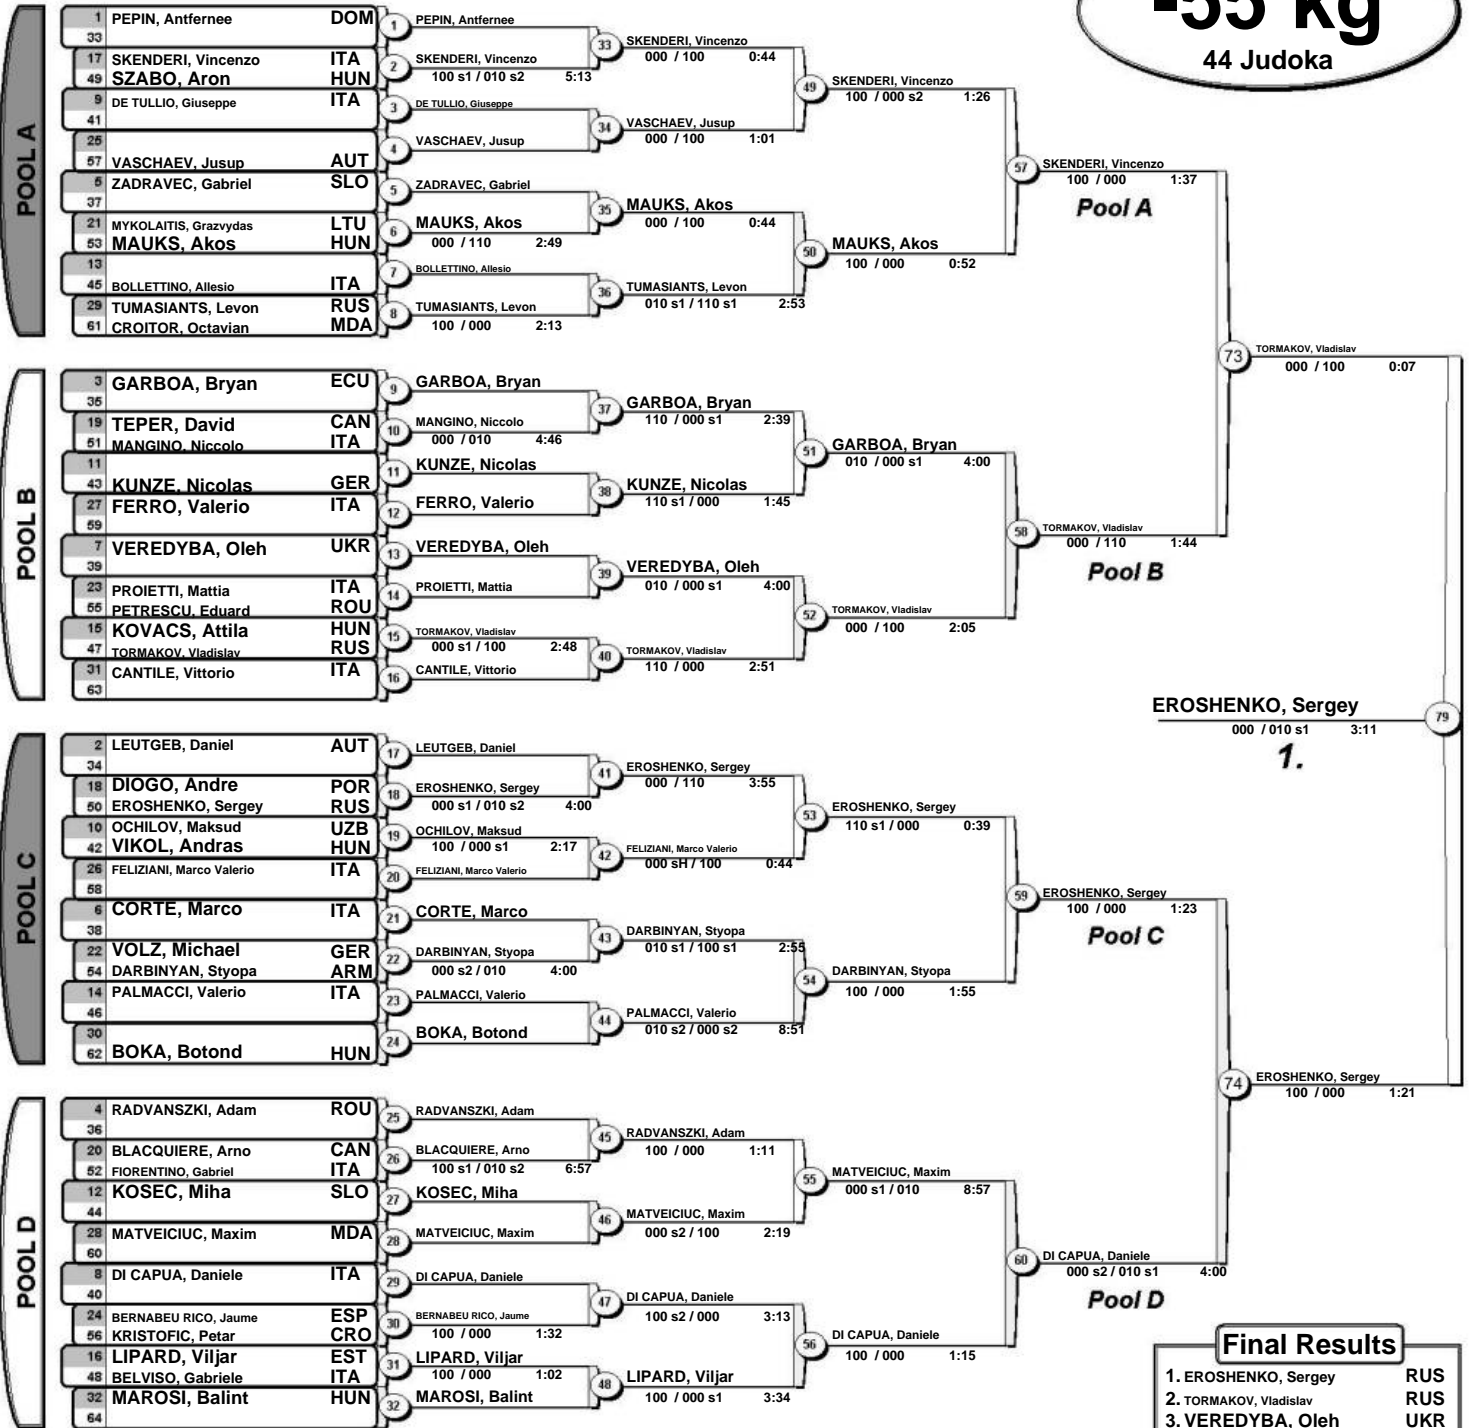 -55 kg
44 Judoka
POOL A
1 PEPIN, Antfernee DOM
33
17 SKENDERI, Vincenzo ITA
49 SZABO, Aron HUN
9 DE TULLIO, Giuseppe ITA
41
25
57 VASCHAEV, Jusup AUT
5 ZADRAVEC, Gabriel SLO
37
21 MYKOLAITIS, Grazvydas LTU
53 MAUKS, Akos HUN
13
45 BOLLETTINO, Allesio ITA
29 TUMASIANTS, Levon RUS
61 CROITOR, Octavian MDA
1 PEPIN, Antfernee
2 SKENDERI, Vincenzo
100 s1 / 010 s2 5:13
3 DE TULLIO, Giuseppe
4 VASCHAEV, Jusup
5 ZADRAVEC, Gabriel
6 MAUKS, Akos
000 / 110 2:49
7 BOLLETTINO, Allesio
8 TUMASIANTS, Levon
100 / 000 2:13
33 SKENDERI, Vincenzo
000 / 100 0:44
34 VASCHAEV, Jusup
000 / 100 1:01
35 MAUKS, Akos
000 / 100 0:44
36 TUMASIANTS, Levon
010 s1 / 110 s1 2:53
49 SKENDERI, Vincenzo
100 / 000 s2 1:26
50 MAUKS, Akos
100 / 000 0:52
57 SKENDERI, Vincenzo
100 / 000 1:37
Pool A
POOL B
3 GARBOA, Bryan ECU
35
19 TEPER, David CAN
51 MANGINO, Niccolo ITA
11
43 KUNZE, Nicolas GER
27 FERRO, Valerio ITA
59
7 VEREDYBA, Oleh UKR
39
23 PROIETTI, Mattia ITA
55 PETRESCU, Eduard ROU
15 KOVACS, Attila HUN
47 TORMAKOV, Vladislav RUS
31 CANTILE, Vittorio ITA
63
9 GARBOA, Bryan
10 MANGINO, Niccolo
000 / 010 4:46
11 KUNZE, Nicolas
12 FERRO, Valerio
13 VEREDYBA, Oleh
14 PROIETTI, Mattia
15 TORMAKOV, Vladislav
000 s1 / 100 2:48
16 CANTILE, Vittorio
37 GARBOA, Bryan
110 / 000 s1 2:39
38 KUNZE, Nicolas
110 s1 / 000 1:45
39 VEREDYBA, Oleh
010 / 000 s1 4:00
40 TORMAKOV, Vladislav
110 / 000 2:51
51 GARBOA, Bryan
010 / 000 s1 4:00
52 TORMAKOV, Vladislav
000 / 100 2:05
58 TORMAKOV, Vladislav
000 / 110 1:44
Pool B
73 TORMAKOV, Vladislav
000 / 100 0:07
EROSHENKO, Sergey 79
000 / 010 s1 3:11
1.
POOL C
2 LEUTGEB, Daniel AUT
34
18 DIOGO, Andre POR
50 EROSHENKO, Sergey RUS
10 OCHILOV, Maksud UZB
42 VIKOL, Andras HUN
26 FELIZIANI, Marco Valerio ITA
58
6 CORTE, Marco ITA
38
22 VOLZ, Michael GER
54 DARBINYAN, Styopa ARM
14 PALMACCI, Valerio ITA
46
30
62 BOKA, Botond HUN
17 LEUTGEB, Daniel
18 EROSHENKO, Sergey
000 s1 / 010 s2 4:00
19 OCHILOV, Maksud
100 / 000 s1 2:17
20 FELIZIANI, Marco Valerio
21 CORTE, Marco
22 DARBINYAN, Styopa
000 s2 / 010 4:00
23 PALMACCI, Valerio
24 BOKA, Botond
41 EROSHENKO, Sergey
000 / 110 3:55
42 FELIZIANI, Marco Valerio
000 sH / 100 0:44
43 DARBINYAN, Styopa
010 s1 / 100 s1 2:55
44 PALMACCI, Valerio
010 s2 / 000 s2 8:51
53 EROSHENKO, Sergey
110 s1 / 000 0:39
54 DARBINYAN, Styopa
100 / 000 1:55
59 EROSHENKO, Sergey
100 / 000 1:23
Pool C
74 EROSHENKO, Sergey
100 / 000 1:21
POOL D
4 RADVANSZKI, Adam ROU
36
20 BLACQUIERE, Arno CAN
52 FIORENTINO, Gabriel ITA
12 KOSEC, Miha SLO
44
28 MATVEICIUC, Maxim MDA
60
8 DI CAPUA, Daniele ITA
40
24 BERNABEU RICO, Jaume ESP
56 KRISTOFIC, Petar CRO
16 LIPARD, Viljar EST
48 BELVISO, Gabriele ITA
32 MAROSI, Balint HUN
64
25 RADVANSZKI, Adam
26 BLACQUIERE, Arno
100 s1 / 010 s2 6:57
27 KOSEC, Miha
28 MATVEICIUC, Maxim
29 DI CAPUA, Daniele
30 BERNABEU RICO, Jaume
100 / 000 1:32
31 LIPARD, Viljar
100 / 000 1:02
32 MAROSI, Balint
45 RADVANSZKI, Adam
100 / 000 1:11
46 MATVEICIUC, Maxim
000 s2 / 100 2:19
47 DI CAPUA, Daniele
100 s2 / 000 3:13
48 LIPARD, Viljar
100 / 000 s1 3:34
55 MATVEICIUC, Maxim
000 s1 / 010 8:57
56 DI CAPUA, Daniele
100 / 000 1:15
60 DI CAPUA, Daniele
000 s2 / 010 s1 4:00
Pool D
Final Results
1. EROSHENKO, Sergey RUS
2. TORMAKOV, Vladislav RUS
3. VEREDYBA, Oleh UKR